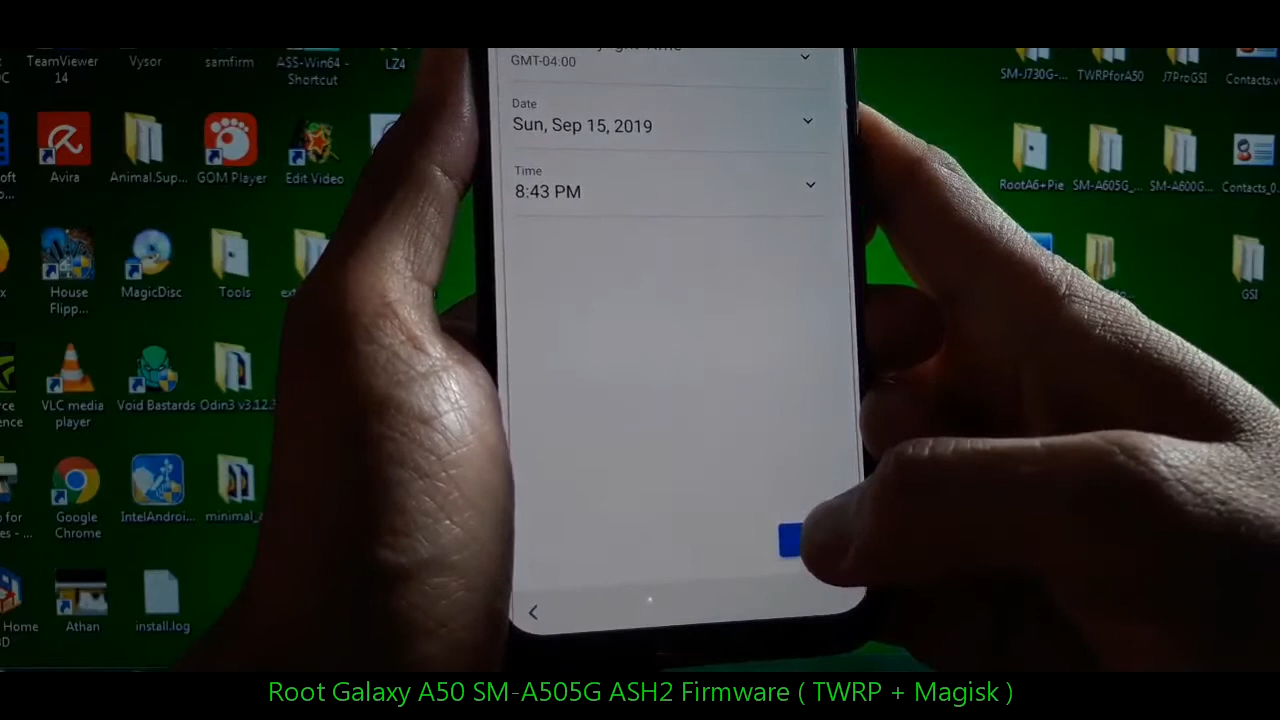 TeamViewer
14
Vysor
samfirm
ASS-Win64 -
Shortcut
LZ4
GMT-04:00
Date
Sun, Sep 15, 2019
Time
8:43 PM
SM-J730G-...
TWRPforA50
J7ProGSI
Contacts.v
Avira
Animal.Sup...
GOM Player
Edit Video
RootA6+Pie
SM-A605G_...
SM-A600G...
Contacts_0
House
Flipp...
MagicDisc
Tools
GSI
VLC media
player
Void Bastards
Odin3 v3.12.3
Google
Chrome
IntelAndroi...
minimal_a
Home
Athan
install.log
Root Galaxy A50 SM-A505G ASH2 Firmware ( TWRP + Magisk )